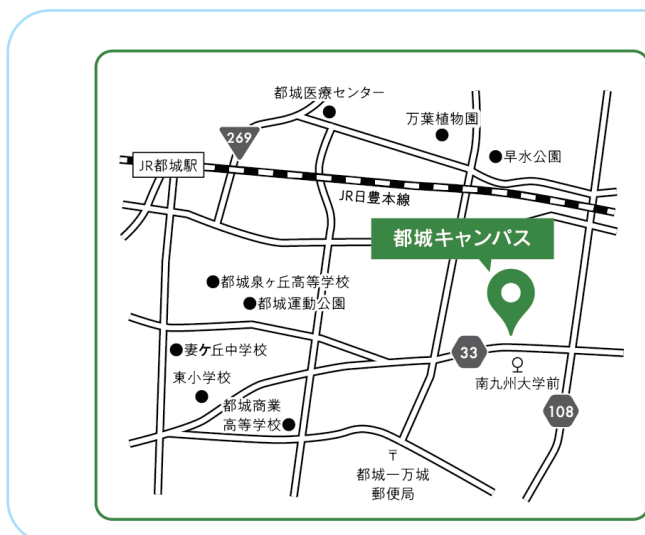 都城医療センター
万葉植物園
269
早水公園
JR都城駅
JR日豊本線
都城キャンパス
都城泉ヶ丘高等学校
都城運動公園
33
妻ケ丘中学校
東小学校
南九州大学前
都城商業
高等学校
108
〒
都城一万城
郵便局